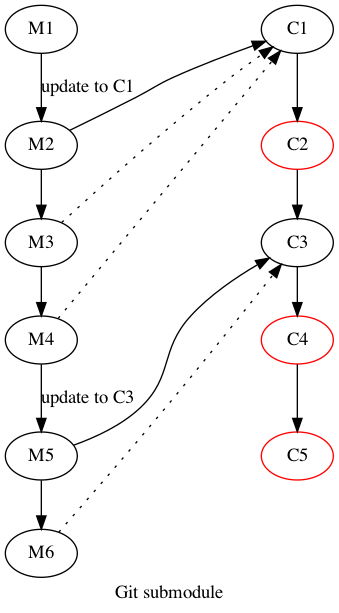 M1
C1
update to C1
M2
C2
M3
C3
M4
C4
update to C3
M5
C5
M6
Git submodule